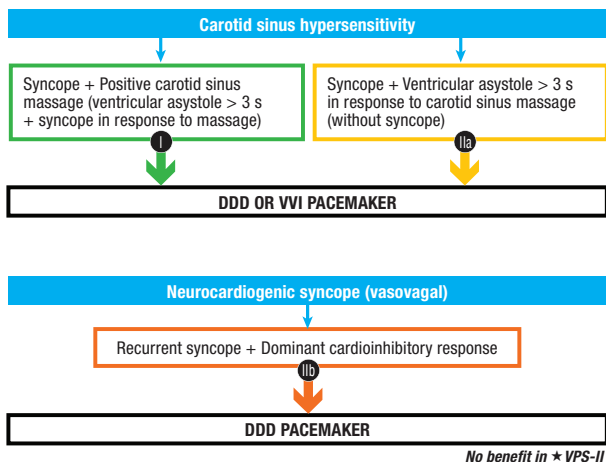 Carotid sinus hypersensitivity
Syncope + Positive carotid sinus
massage (ventricular asystole > 3 s
+ syncope in response to massage)
I
Syncope + Ventricular asystole > 3 s
in response to carotid sinus massage
(without syncope)
IIa
DDD OR VVI PACEMAKER
Neurocardiogenic syncope (vasovagal)
Recurrent syncope + Dominant cardioinhibitory response
IIb
DDD PACEMAKER
No benefit in ★ VPS-II